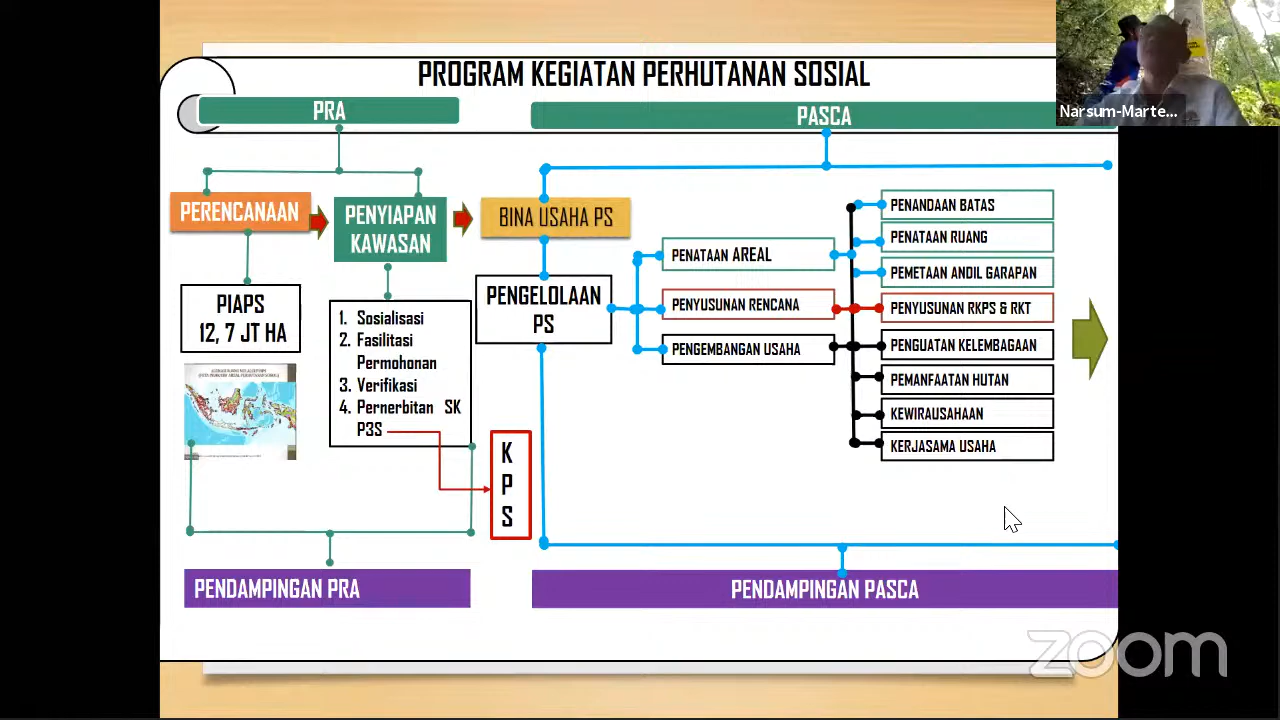 PROGRAM KEGIATAN PERHUTANAN SOSIAL
Narsum-Marte...
PRA
PASCA
PERENCANAAN
PENYIAPAN
KAWASAN
BINA USAHA PS
PIAPS
12, 7 JT HA
1. Sosialisasi
2. Fasilitasi
Permohonan
3. Verifikasi
4. Pernerbitan SK
P3S
K
P
S
PENGELOLAAN
PS
PENATAAN AREAL
PENYUSUNAN RENCANA
PENGEMBANGAN USAHA
PENANDAAN BATAS
PENATAAN RUANG
PEMETAAN ANDIL GARAPAN
PENYUSUNAN RKPS & RKT
PENGUATAN KELEMBAGAAN
PEMANFAATAN HUTAN
KEWIRAUSAHAAN
KERJASAMA USAHA
PENDAMPINGAN PRA
PENDAMPINGAN PASCA
zoom